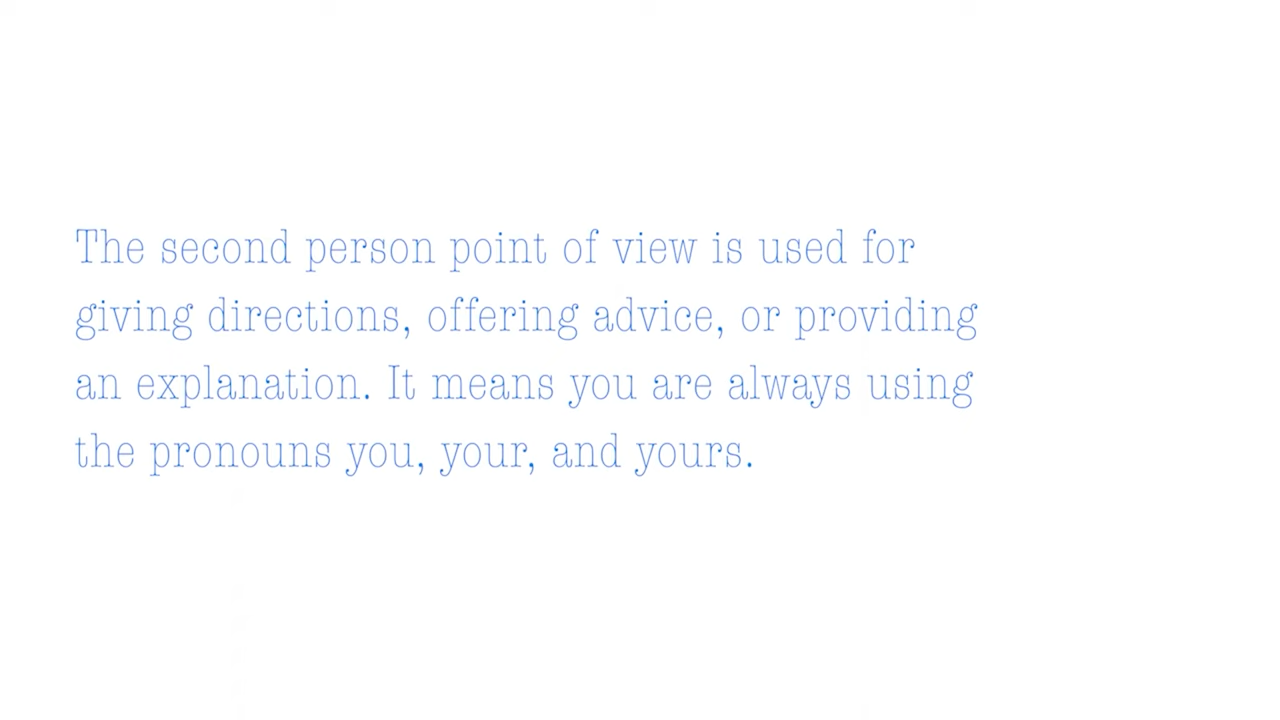 The second person point of view is used for
giving directions, offering advice, or providing
an explanation. It means you are always using
the pronouns you, your, and yours.